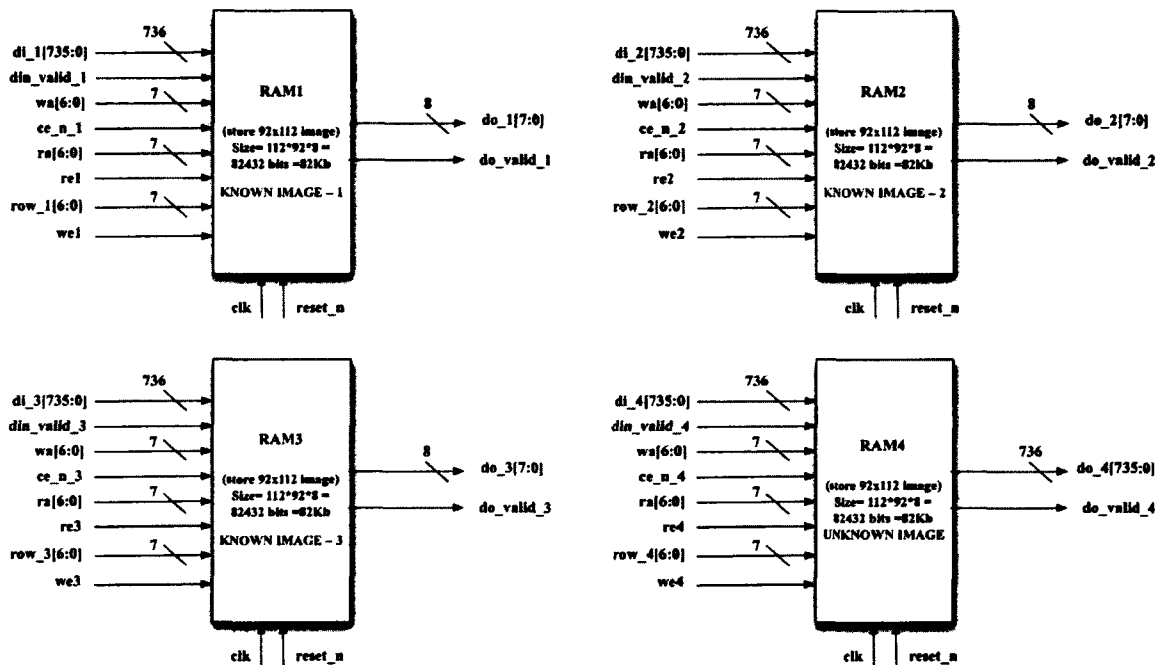 736
di_1[735:0]
din_valid_1
7
wa[6:0]
ce_n_1
7
ra[6:0]
re1
row_1[6:0]
7
we1
RAM1
(store 92x112 image)
Size= 112*92*8 =
82432 bits =82Kb
KNOWN IMAGE – 1
8
do_1[7:0]
do_valid_1
clk
reset_n
736
di_2[735:0]
din_valid_2
7
wa[6:0]
ce_n_2
7
ra[6:0]
re2
row_2[6:0]
7
we2
RAM2
(store 92x112 image)
Size= 112*92*8 =
82432 bits =82Kb
KNOWN IMAGE – 2
8
do_2[7:0]
do_valid_2
clk
reset_n
736
di_3[735:0]
din_valid_3
7
wa[6:0]
ce_n_3
7
ra[6:0]
re3
row_3[6:0]
7
we3
RAM3
(store 92x112 image)
Size= 112*92*8 =
82432 bits =82Kb
KNOWN IMAGE – 3
8
do_3[7:0]
do_valid_3
clk
reset_n
736
di_4[735:0]
din_valid_4
7
wa[6:0]
ce_n_4
7
ra[6:0]
re4
row_4[6:0]
7
we4
RAM4
(store 92x112 image)
Size= 112*92*8 =
82432 bits =82Kb
UNKNOWN IMAGE
736
do_4[735:0]
do_valid_4
clk
reset_n